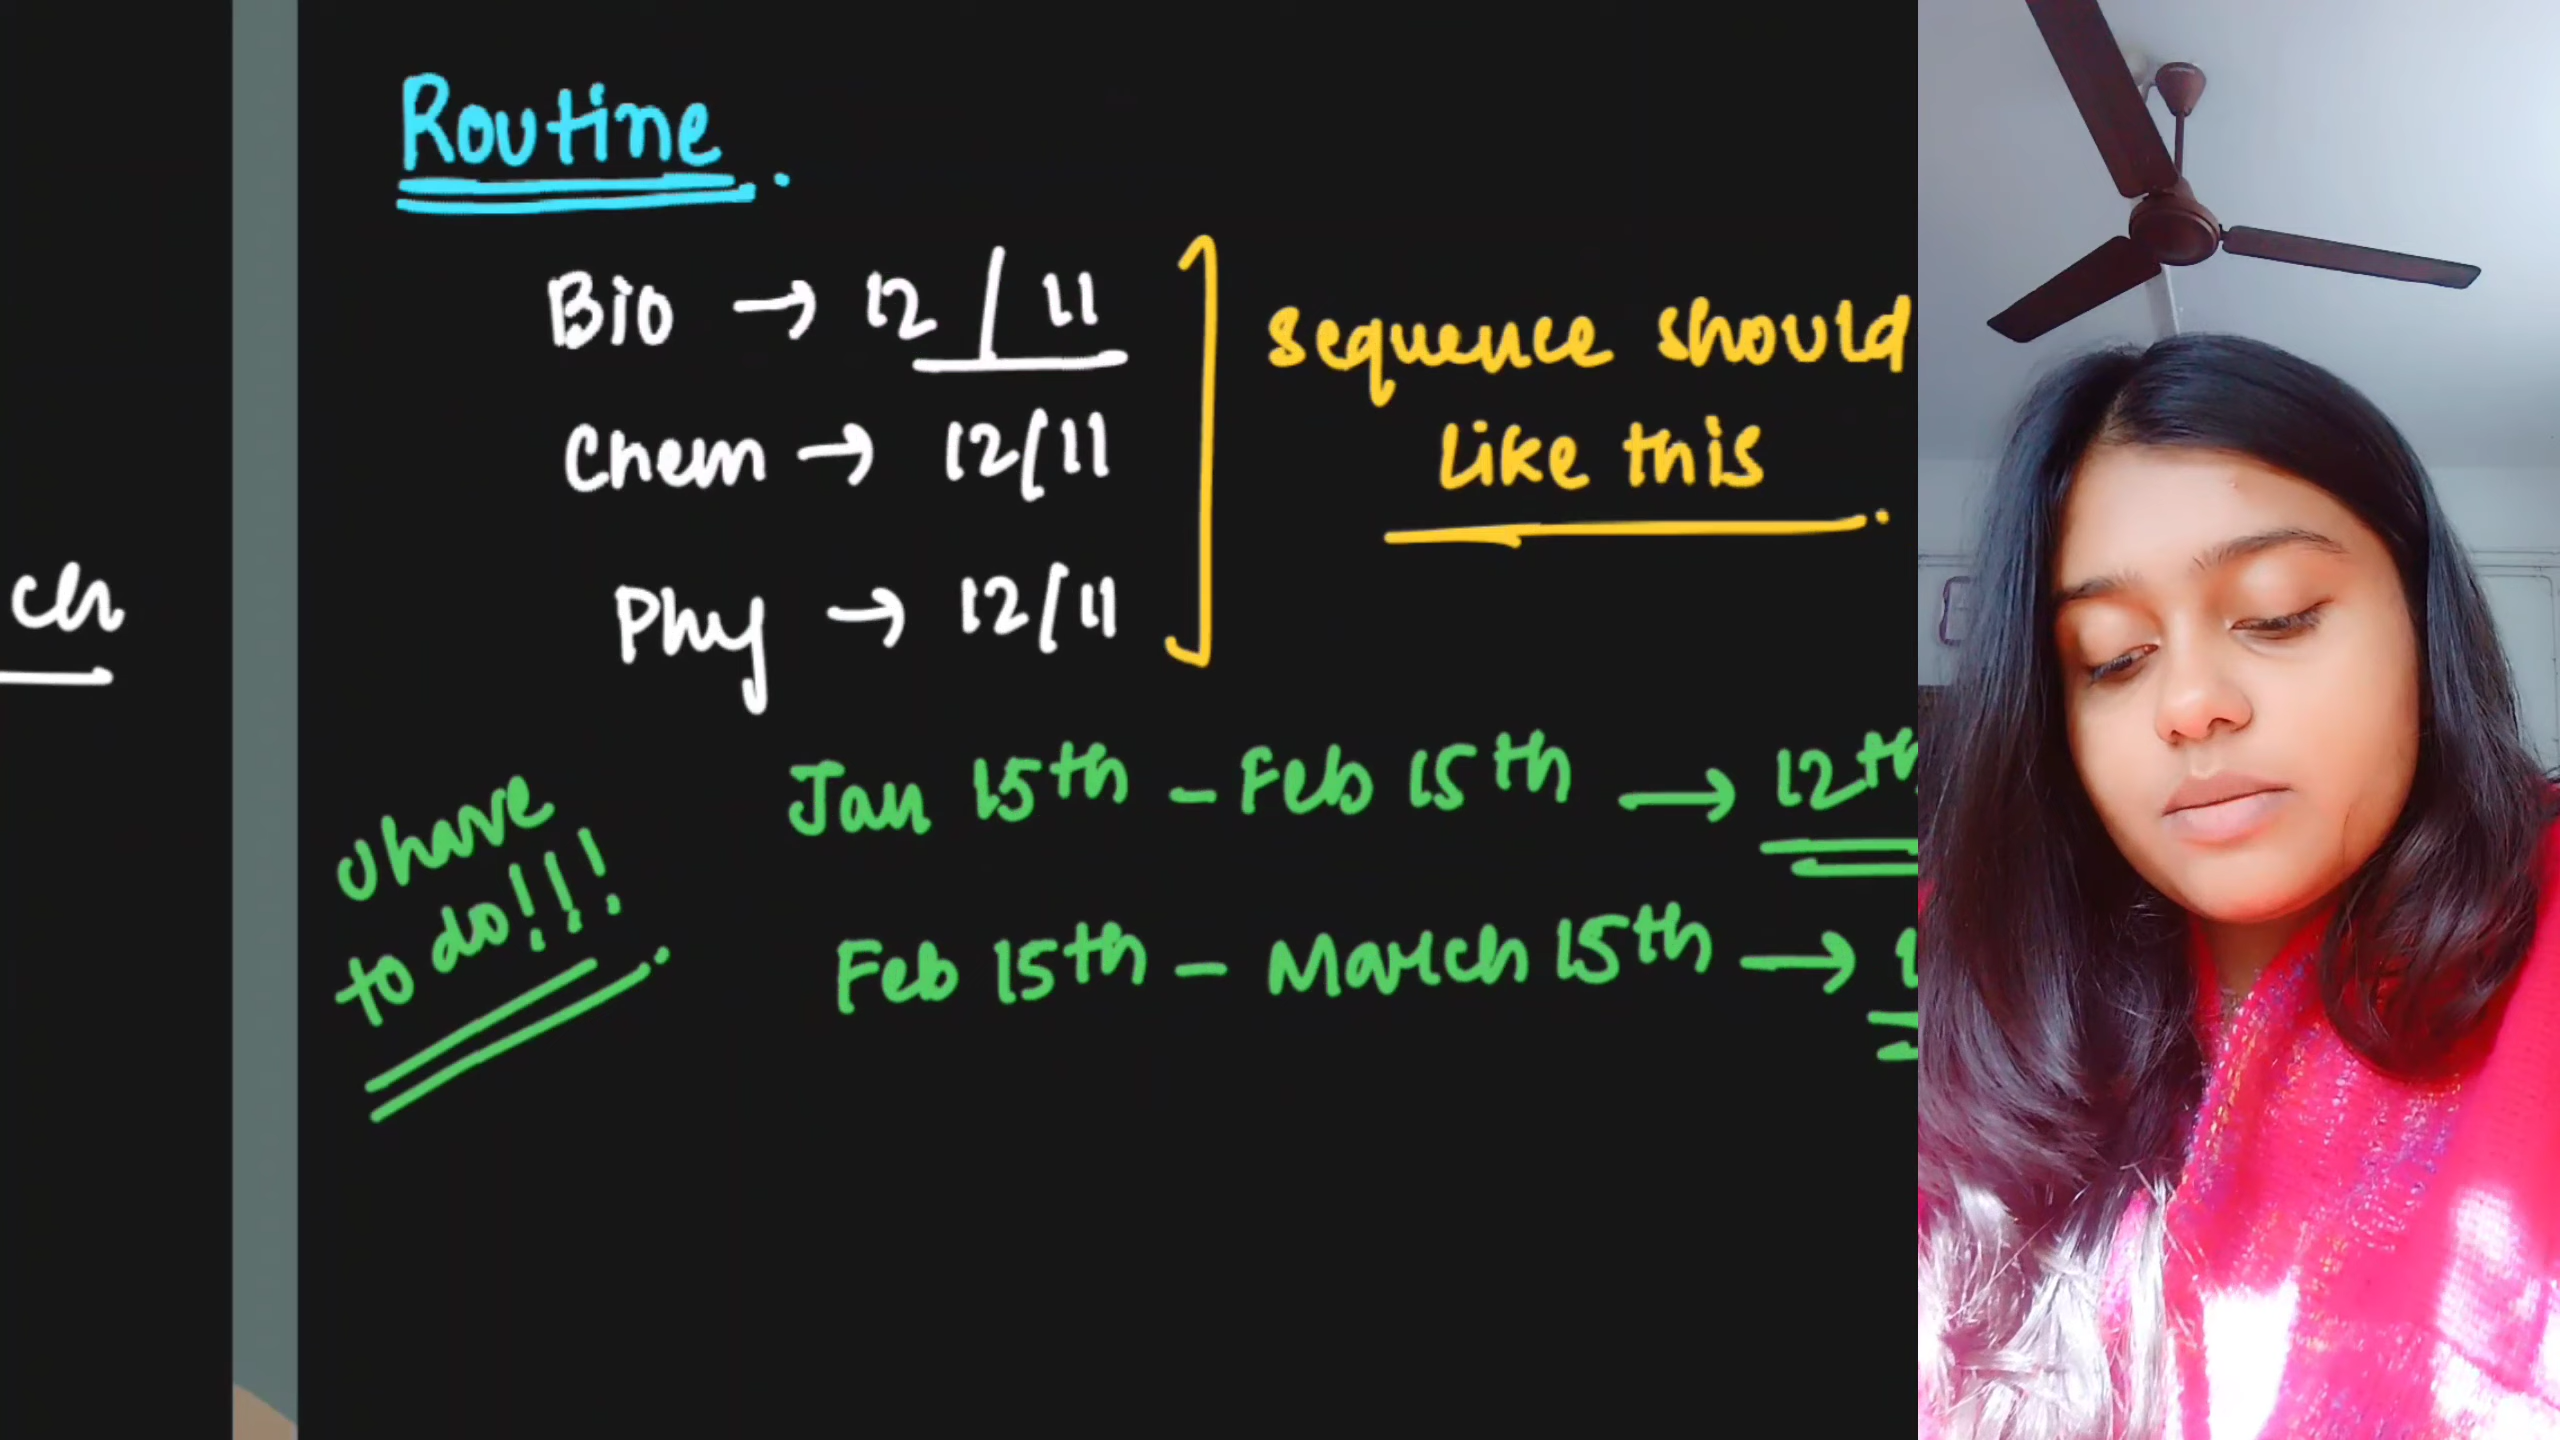 Routine.
Bio → 12 / 11
Chem → 12/11
Phy → 12/11
sequence should
like this.
ch
Jan 15th - Feb 15th → 12th
Feb 15th - March 15th →
have
to do!!!